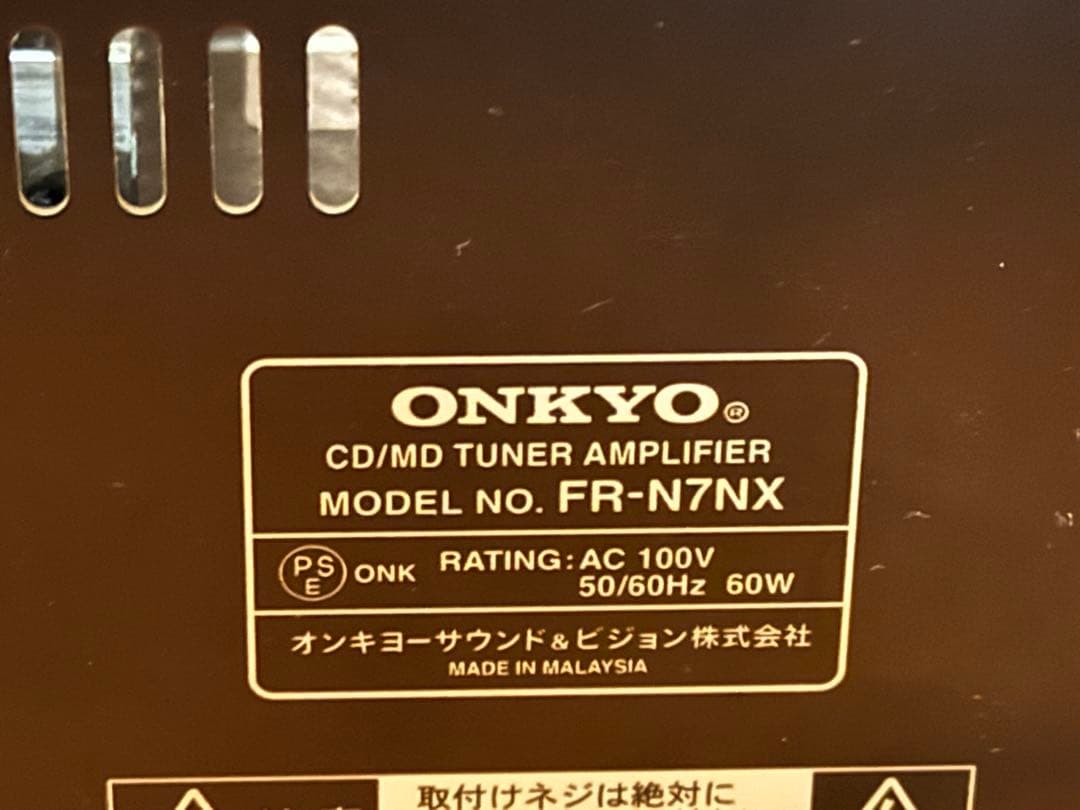 ONKYO®
CD/MD TUNER AMPLIFIER
MODEL NO. FR-N7NX
PSE ONK RATING: AC 100V
50/60Hz 60W
オンキヨーサウンド&ビジョン株式会社
MADE IN MALAYSIA
取付けネジは絶対に